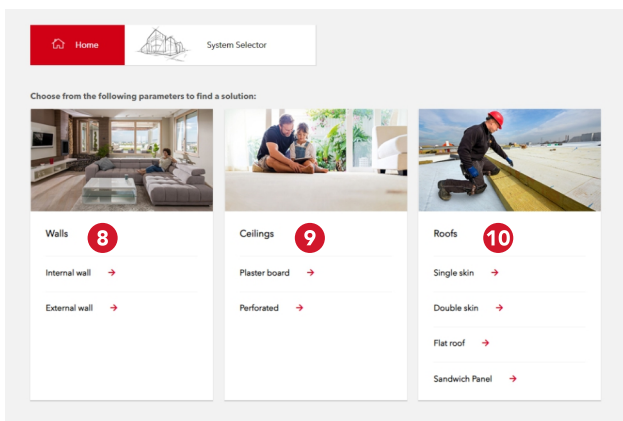 Home
System Selector
Choose from the following parameters to find a solution:
Walls 8
Internal wall →
External wall →
Ceilings 9
Plaster board →
Perforated →
Roofs 10
Single skin →
Double skin →
Flat roof →
Sandwich Panel →